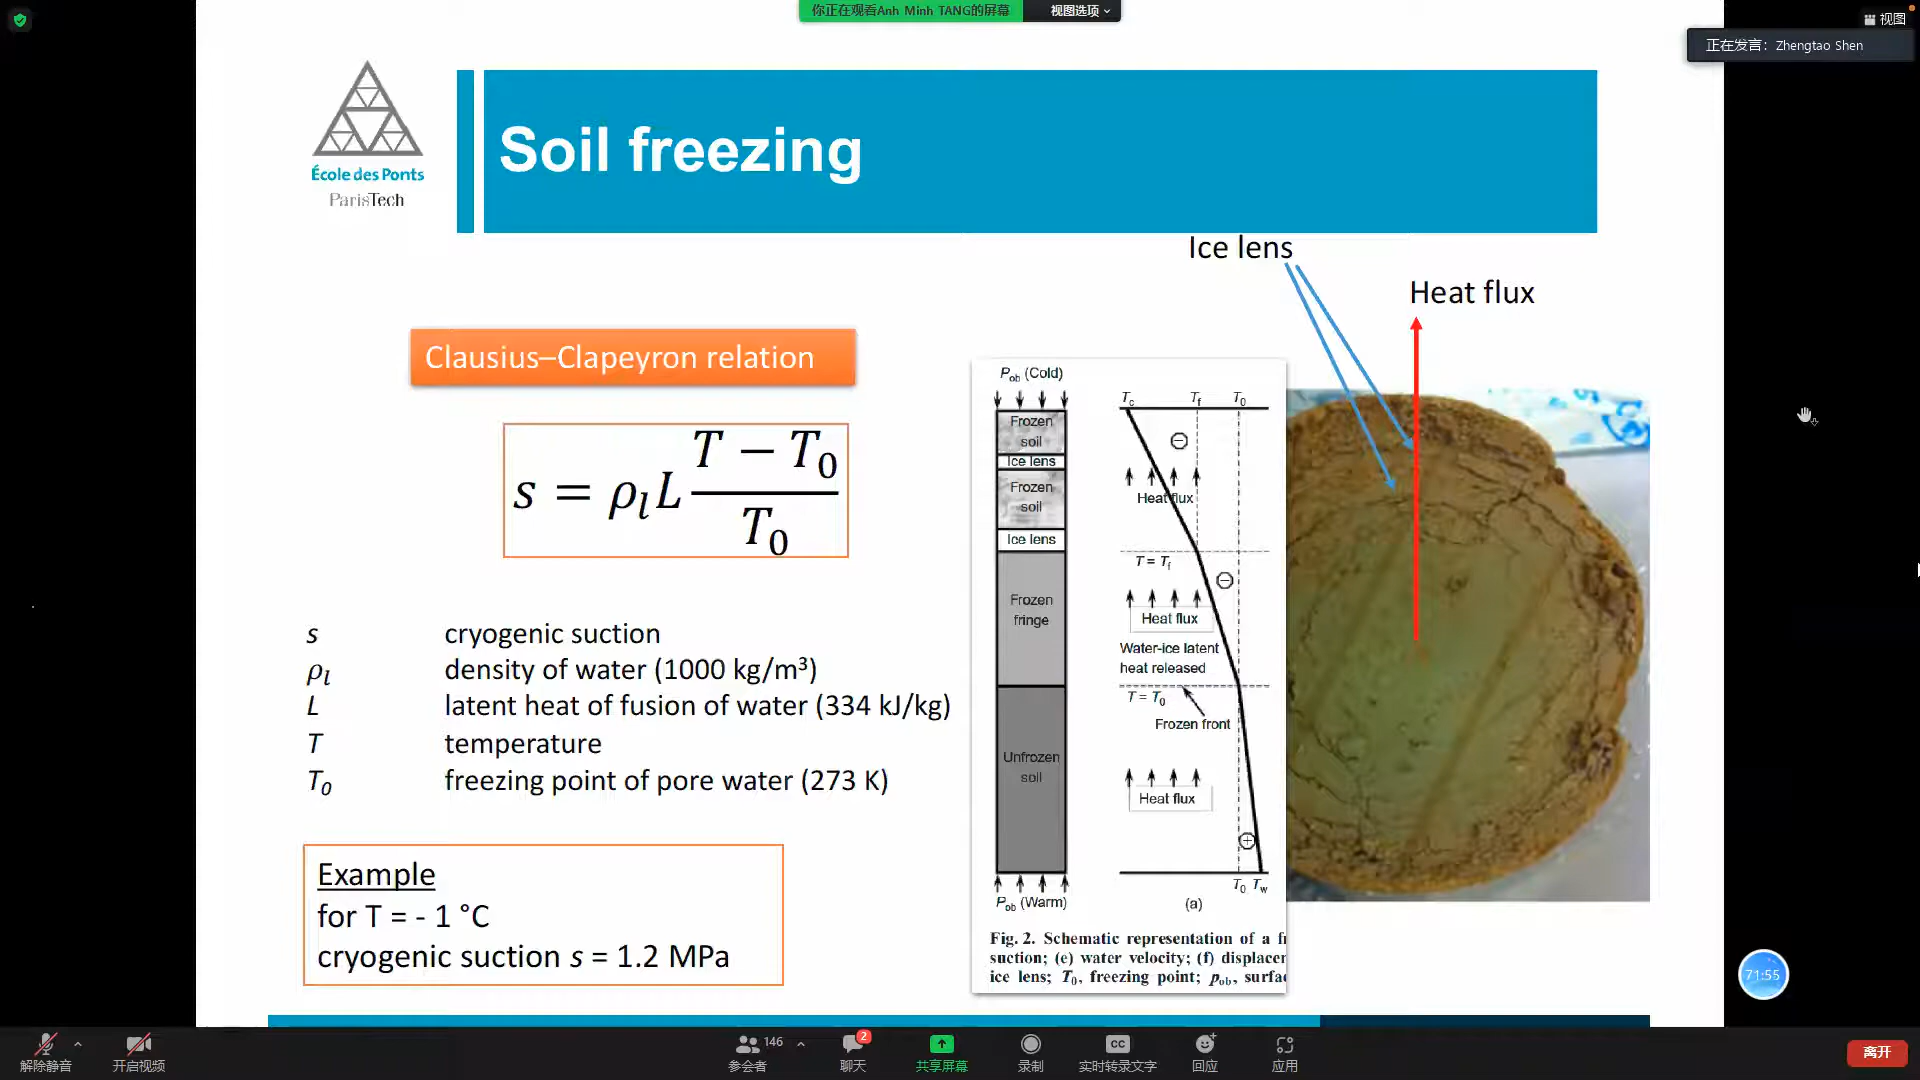 你正在观看Anh Minh TANG的屏幕
视图选项
视图
正在发言: Zhengtao Shen
École des Ponts
ParisTech
Soil freezing
Ice lens
Heat flux
Clausius–Clapeyron relation
s = ρ_l L (T − T_0) / T_0
s cryogenic suction
ρ_l density of water (1000 kg/m³)
L latent heat of fusion of water (334 kJ/kg)
T temperature
T_0 freezing point of pore water (273 K)
Example
for T = - 1 °C
cryogenic suction s = 1.2 MPa
P_ob (Cold)
Frozen
soil
Ice lens
Frozen
soil
Ice lens
Frozen
fringe
Unfrozen
soil
P_ob (Warm)
T_c T_f T_0
Heat flux
T = T_f
Heat flux
Water-ice latent
heat released
T = T_0
Frozen front
Heat flux
T_0 T_w
(a)
Fig. 2. Schematic representation of a f
suction; (e) water velocity; (f) displace
ice lens; T_0, freezing point; p_ob, surfa
71:55
解除静音
开启视频
146
参会者
2
聊天
共享屏幕
录制
CC
实时转录文字
回应
应用
离开